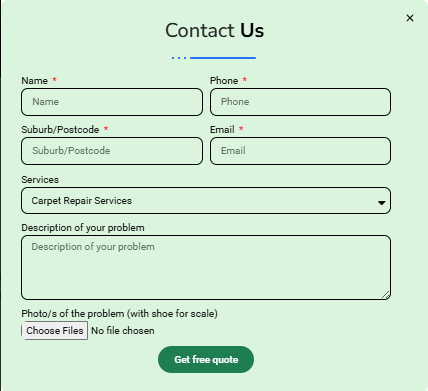 ×
Contact Us
Name * Phone *
Name Phone
Suburb/Postcode * Email *
Suburb/Postcode Email
Services
Carpet Repair Services
Description of your problem
Description of your problem
Photo/s of the problem (with shoe for scale)
Choose Files No file chosen
Get free quote